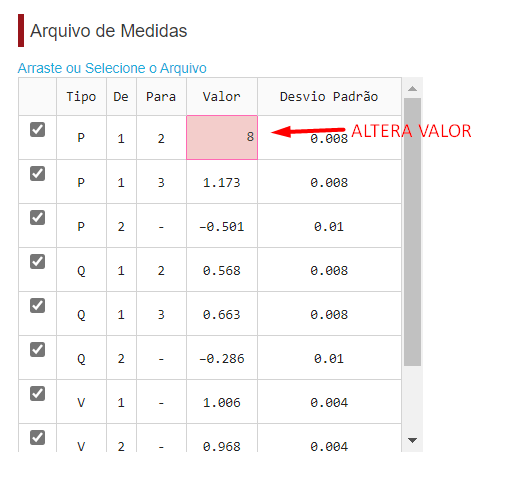 Arquivo de Medidas
Arraste ou Selecione o Arquivo
Tipo De Para Valor Desvio Padrão
P 1 2 8 0.008 ALTERA VALOR
P 1 3 1.173 0.008
P 2 - −0.501 0.01
Q 1 2 0.568 0.008
Q 1 3 0.663 0.008
Q 2 - −0.286 0.01
V 1 - 1.006 0.004
V 2 - 0.968 0.004